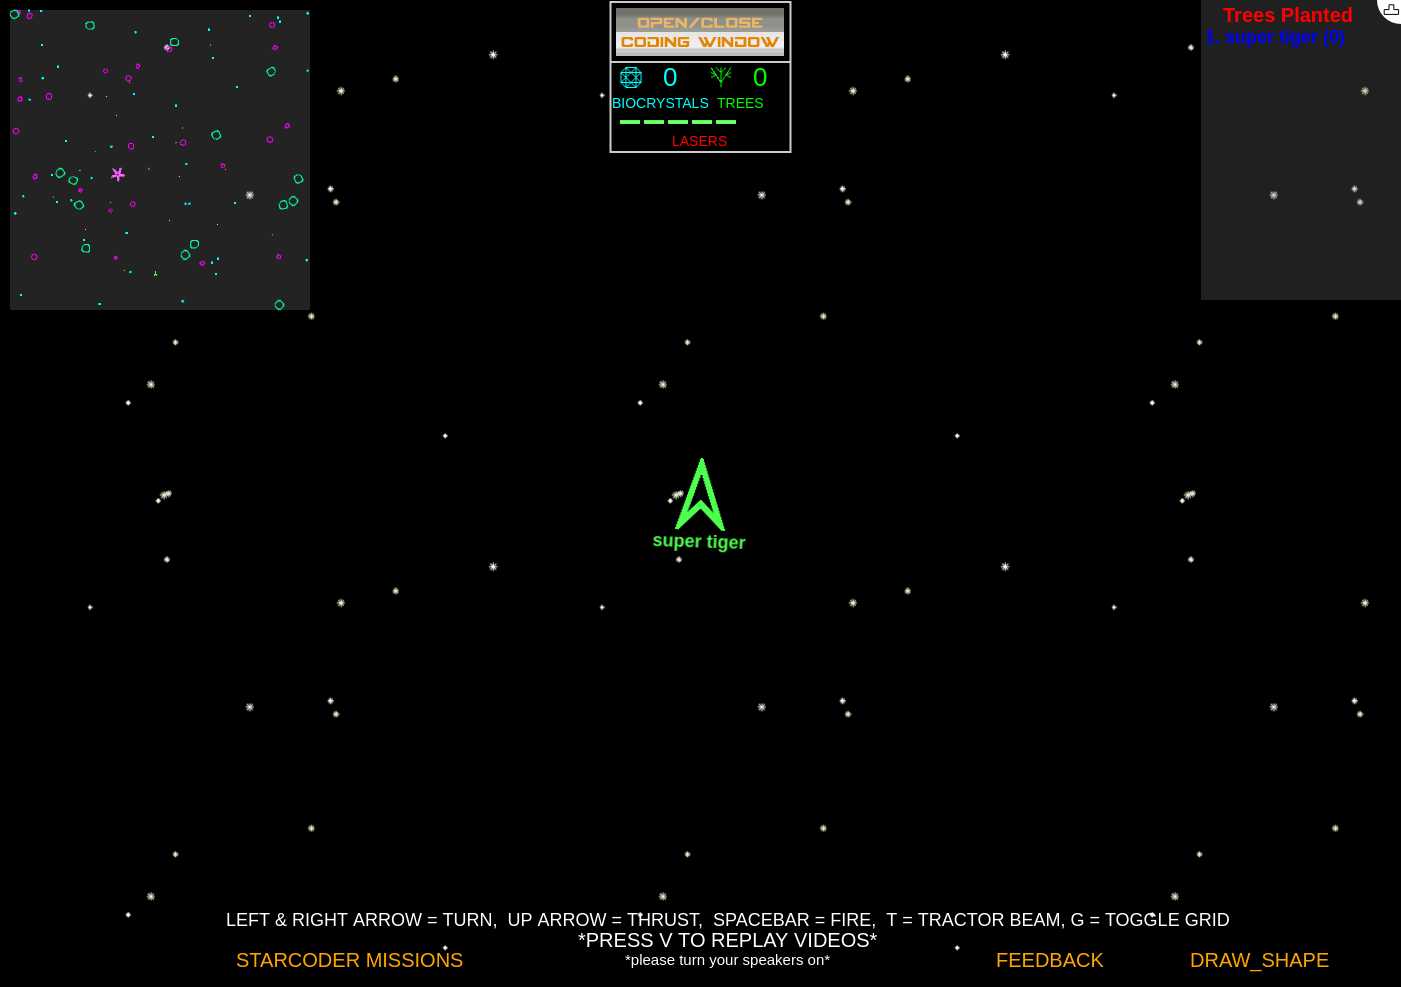 OPEN/CLOSE
CODING WINDOW
0 0
BIOCRYSTALS TREES
LASERS
Trees Planted
1. super tiger (0)
super tiger
LEFT & RIGHT ARROW = TURN, UP ARROW = THRUST, SPACEBAR = FIRE, T = TRACTOR BEAM, G = TOGGLE GRID
*PRESS V TO REPLAY VIDEOS*
*please turn your speakers on*
STARCODER MISSIONS FEEDBACK DRAW_SHAPE